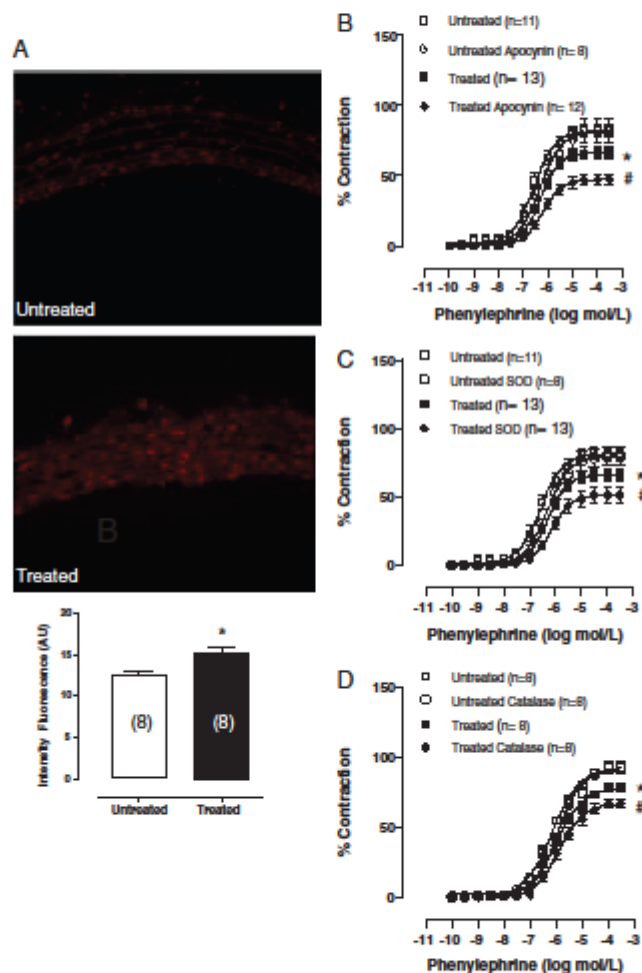 A
Untreated
B
Treated
Intensity Fluorescence (AU)
20
15
10
5
0
*
(8)
(8)
Untreated
Treated
B
Untreated (n=11)
Untreated Apocynin (n=8)
Treated (n= 13)
Treated Apocynin (n=12)
% Contraction
150
100
50
0
*
#
-11 -10 -9 -8 -7 -6 -5 -4 -3
Phenylephrine (log mol/L)
C
Untreated (n=11)
Untreated SOD (n=8)
Treated (n= 13)
Treated SOD (n= 13)
% Contraction
150
100
50
0
*
#
-11 -10 -9 -8 -7 -6 -5 -4 -3
Phenylephrine (log mol/L)
D
Untreated (n=8)
Untreated Catalase (n=8)
Treated (n= 8)
Treated Catalase (n=8)
% Contraction
150
100
50
0
*
#
-11 -10 -9 -8 -7 -6 -5 -4 -3
Phenylephrine (log mol/L)